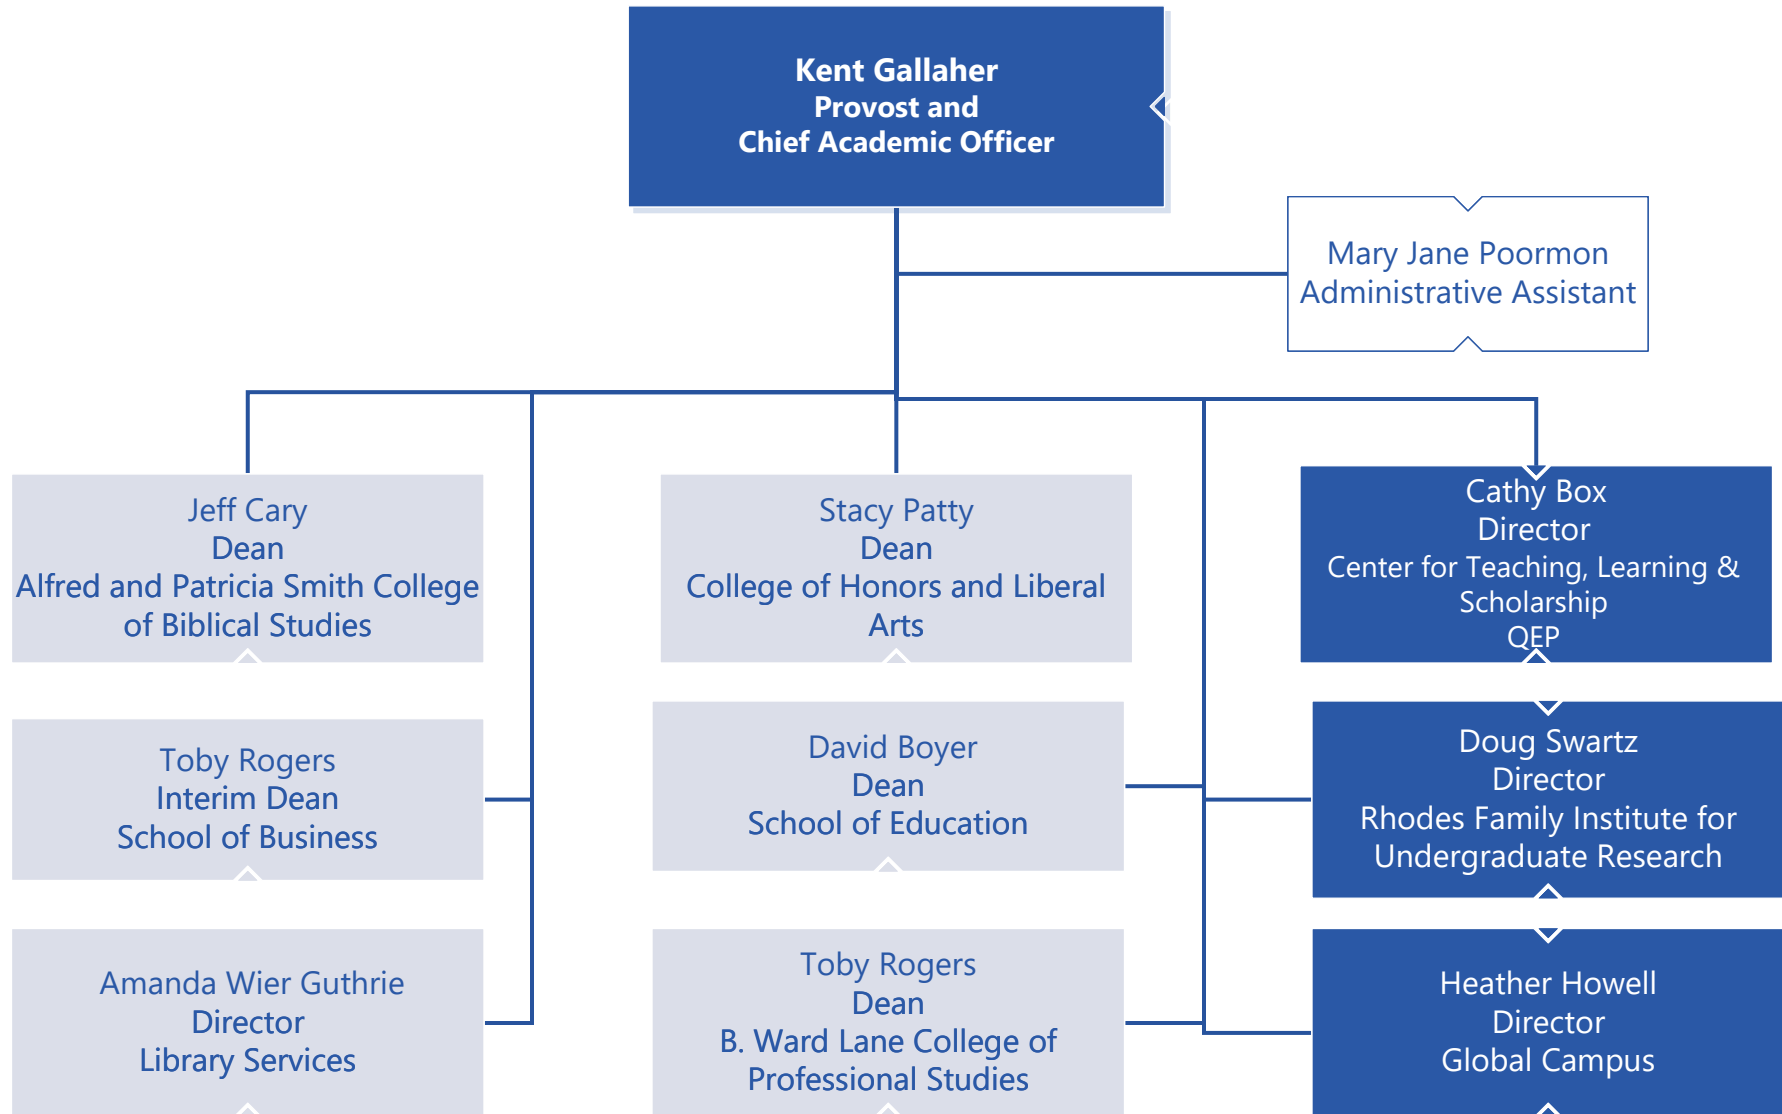 Kent Gallaher
Provost and
Chief Academic Officer
Mary Jane Poormon
Administrative Assistant
Jeff Cary
Dean
Alfred and Patricia Smith College
of Biblical Studies
Stacy Patty
Dean
College of Honors and Liberal
Arts
Cathy Box
Director
Center for Teaching, Learning &
Scholarship
QEP
Toby Rogers
Interim Dean
School of Business
David Boyer
Dean
School of Education
Doug Swartz
Director
Rhodes Family Institute for
Undergraduate Research
Amanda Wier Guthrie
Director
Library Services
Toby Rogers
Dean
B. Ward Lane College of
Professional Studies
Heather Howell
Director
Global Campus